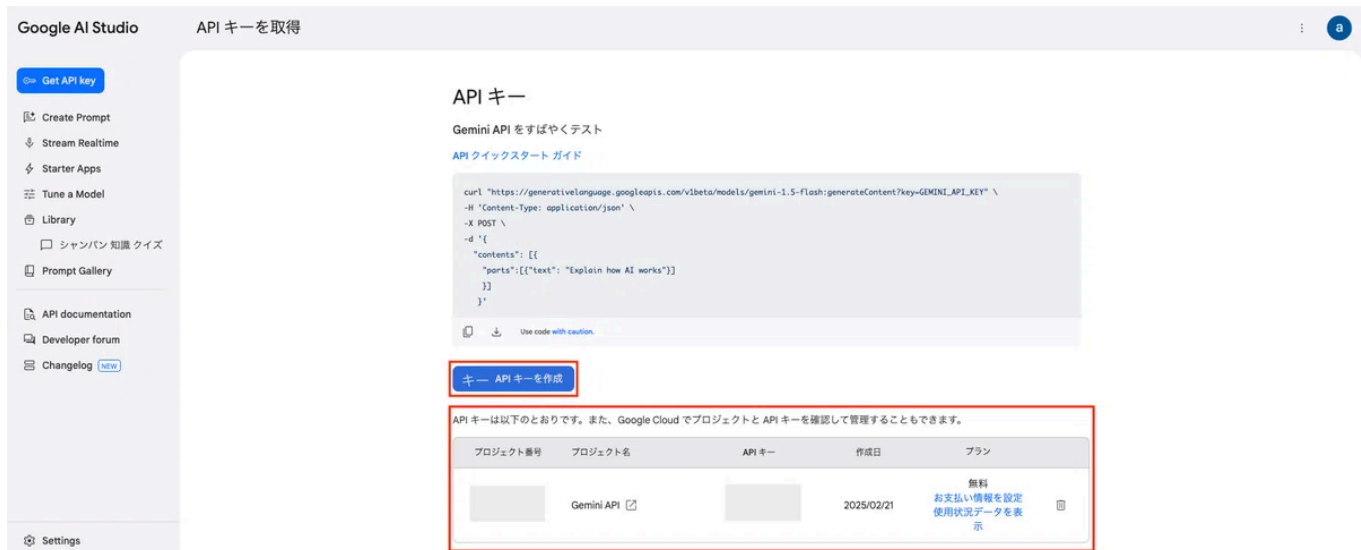 Google AI Studio
API キーを取得
a
Get API key
Create Prompt
Stream Realtime
Starter Apps
Tune a Model
Library
シャンパン 知識 クイズ
Prompt Gallery
API documentation
Developer forum
Changelog NEW
Settings
API キー
Gemini API をすばやくテスト
API クイックスタート ガイド
curl "https://generativelanguage.googleapis.com/v1beta/models/gemini-1.5-flash:generateContent?key=GEMINI_API_KEY" \
-H 'Content-Type: application/json' \
-X POST \
-d '{
"contents": [{
"parts":[{"text": "Explain how AI works"}]
}]
}'
Use code with caution.
キー API キーを作成
API キーは以下のとおりです。また、Google Cloud でプロジェクトと API キーを確認して管理することもできます。
プロジェクト番号 プロジェクト名 API キー 作成日 プラン
Gemini API 2025/02/21 無料
お支払い情報を設定
使用状況データを表
示